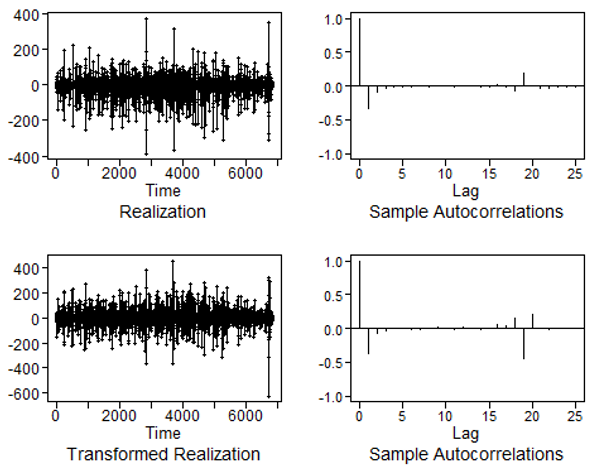 400
200
0
-200
-400
0 2000 4000 6000
Time
Realization
1.0
0.5
0.0
-0.5
-1.0
0 5 10 15 20 25
Lag
Sample Autocorrelations
400
200
0
-200
-400
-600
0 2000 4000 6000
Time
Transformed Realization
1.0
0.5
0.0
-0.5
-1.0
0 5 10 15 20 25
Lag
Sample Autocorrelations